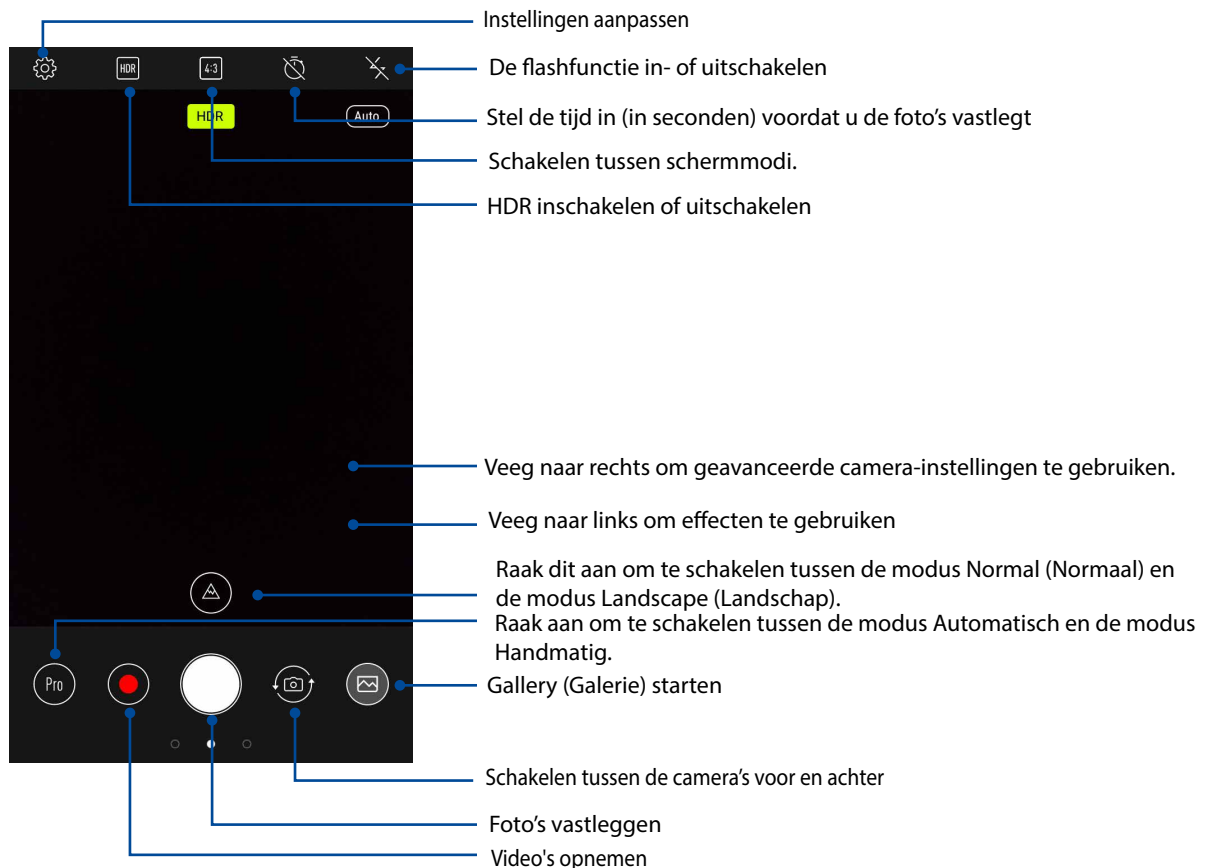 Instellingen aanpassen
HDR
4:3
De flashfunctie in- of uitschakelen
HDR
Auto
Stel de tijd in (in seconden) voordat u de foto's vastlegt
Schakelen tussen schermmodi.
HDR inschakelen of uitschakelen
Veeg naar rechts om geavanceerde camera-instellingen te gebruiken.
Veeg naar links om effecten te gebruiken
Raak dit aan om te schakelen tussen de modus Normal (Normaal) en
de modus Landscape (Landschap).
Raak aan om te schakelen tussen de modus Automatisch en de modus
Handmatig.
Pro
Gallery (Galerie) starten
Schakelen tussen de camera's voor en achter
Foto's vastleggen
Video's opnemen